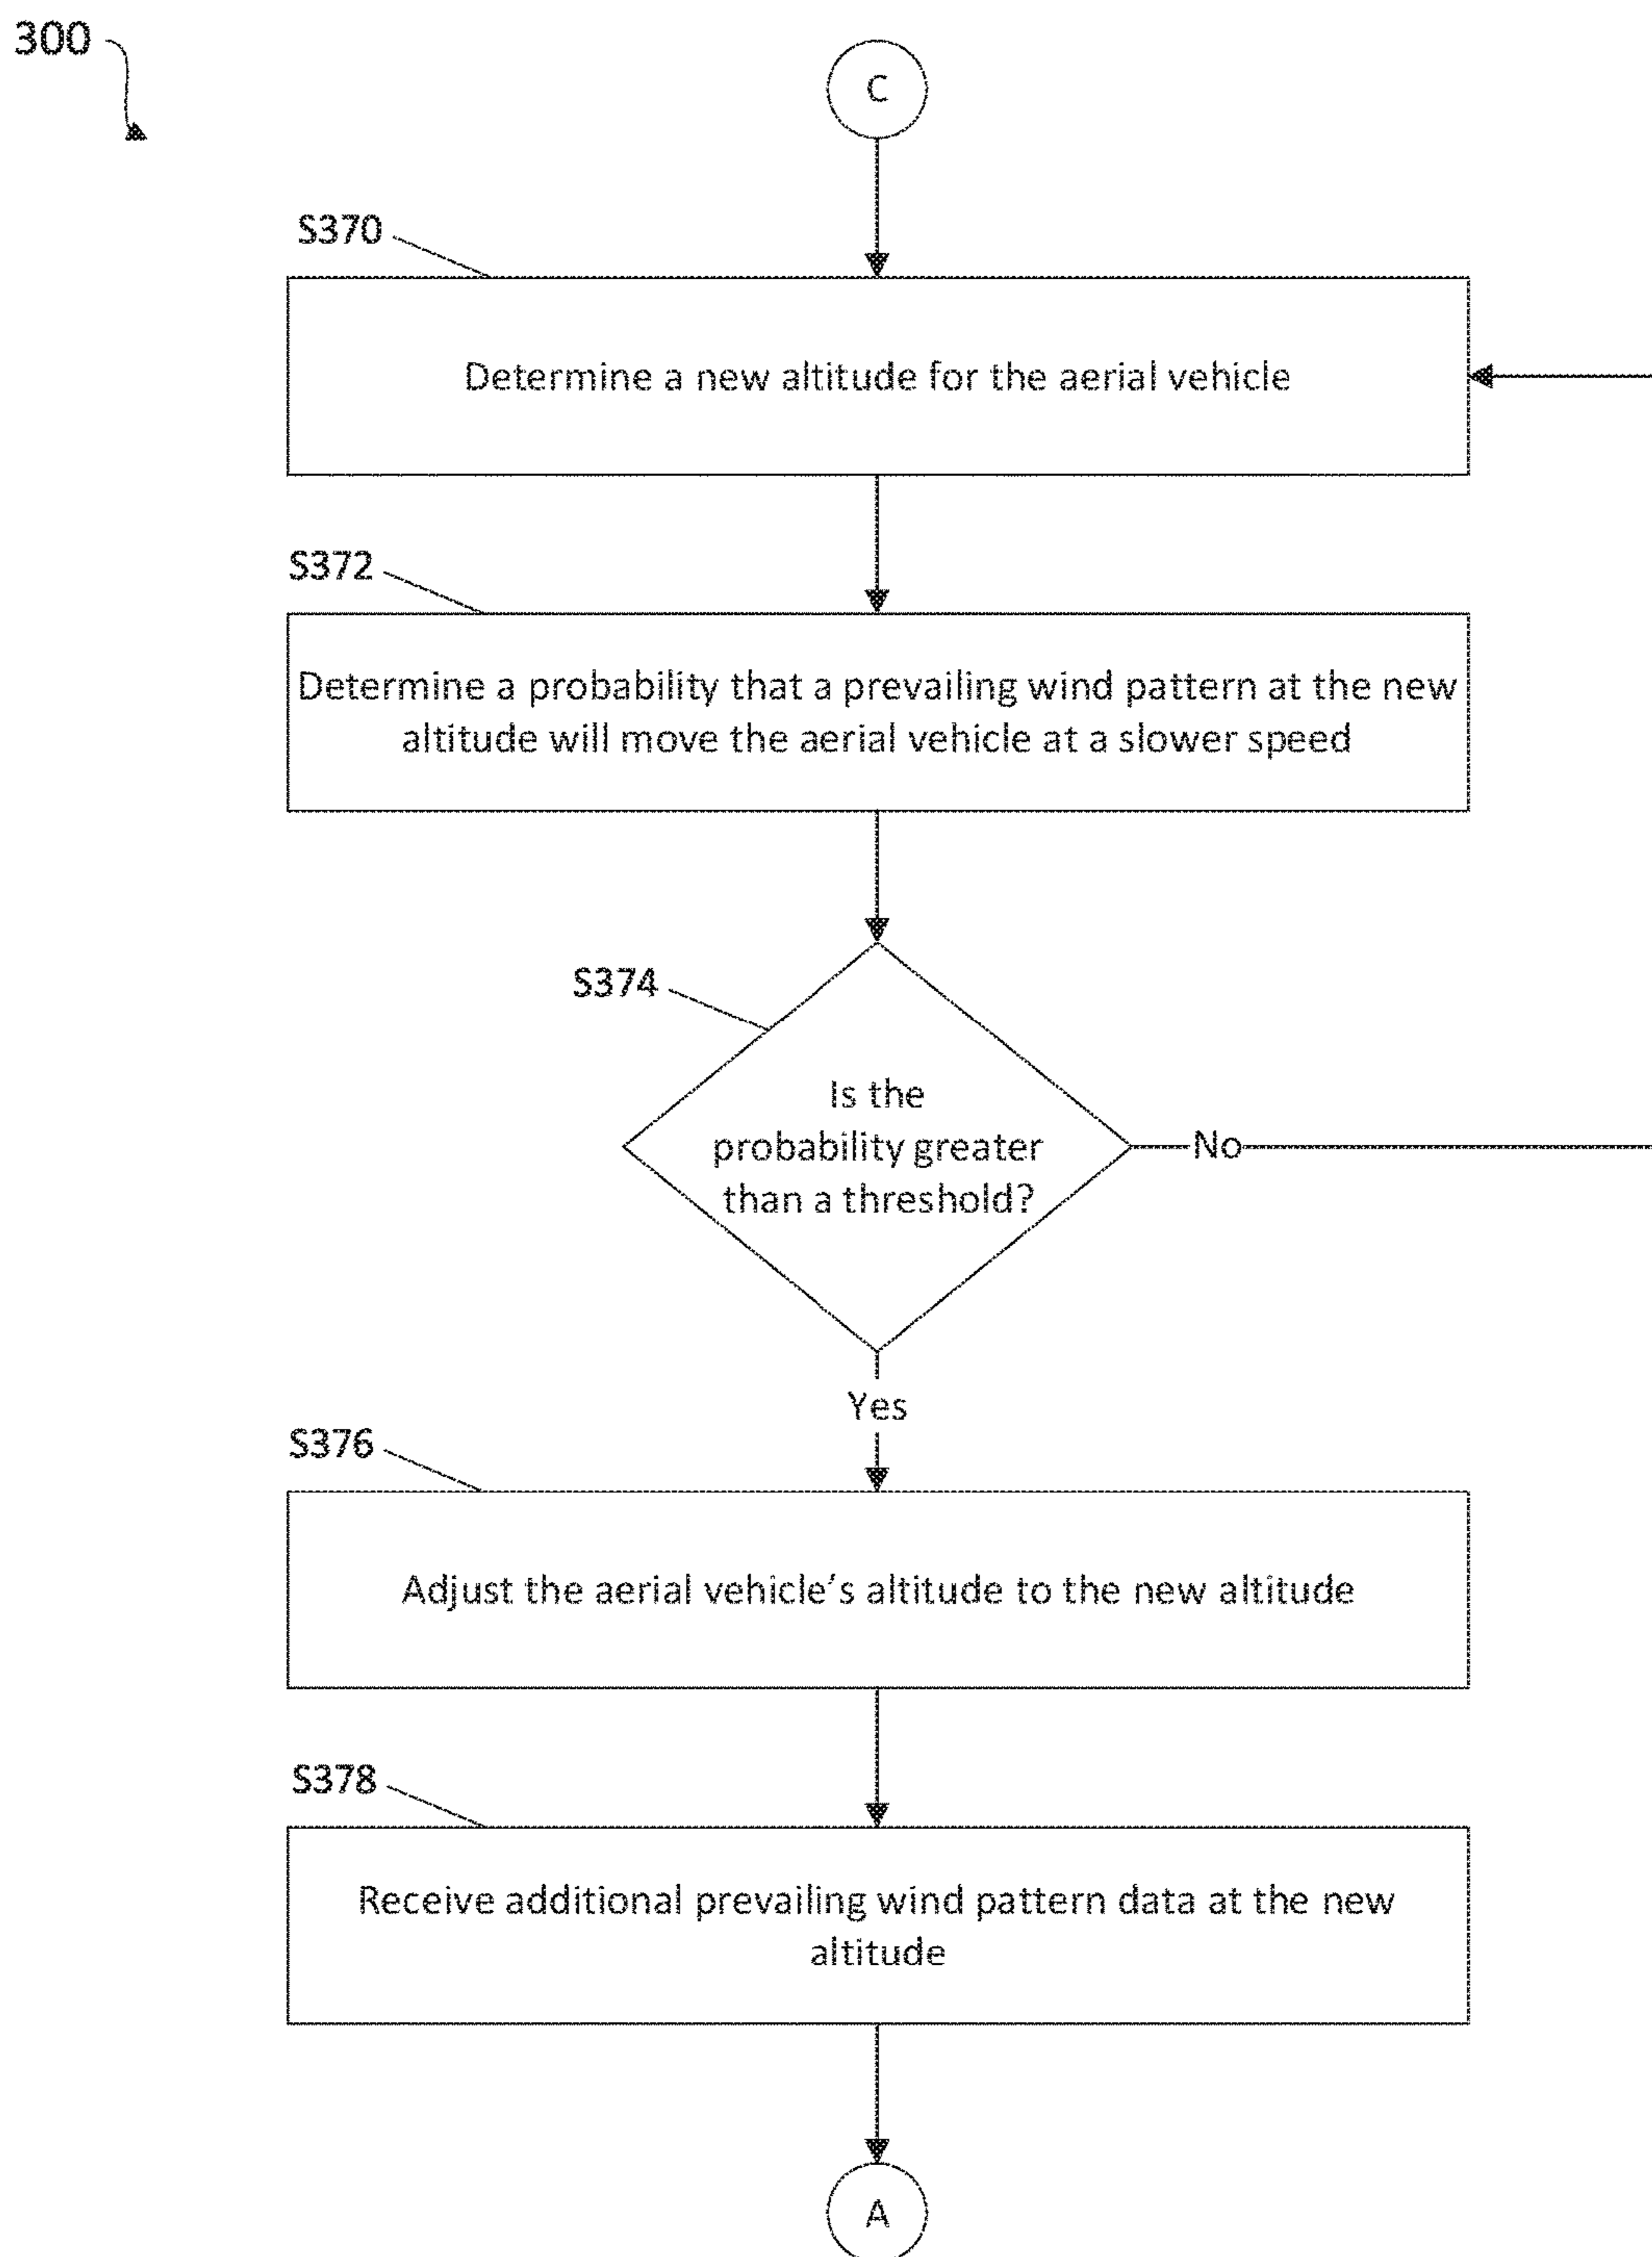 300
C
S370
Determine a new altitude for the aerial vehicle
S372
Determine a probability that a prevailing wind pattern at the new
altitude will move the aerial vehicle at a slower speed
S374
Is the
probability greater
than a threshold?
No
Yes
S376
Adjust the aerial vehicle’s altitude to the new altitude
S378
Receive additional prevailing wind pattern data at the new
altitude
A